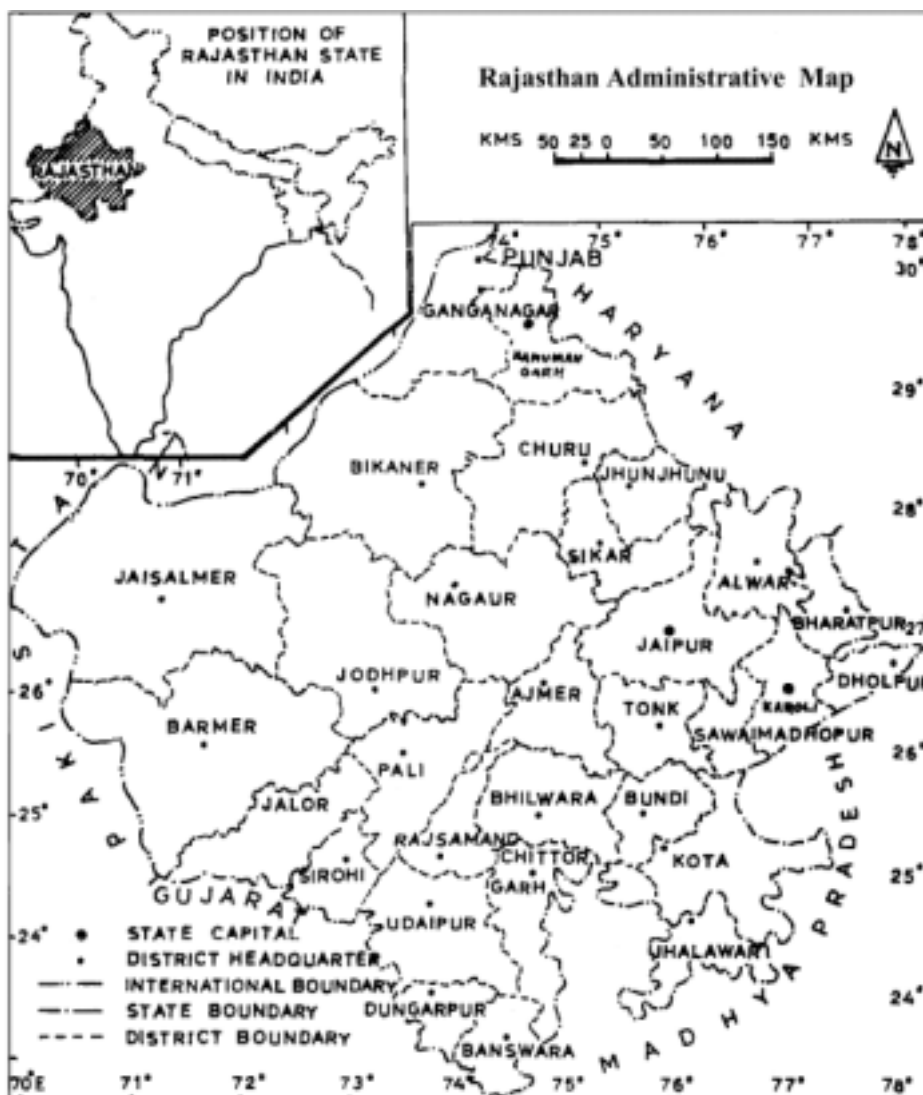 POSITION OF
RAJASTHAN STATE
IN INDIA
RAJASTHAN
Rajasthan Administrative Map
KMS 50 25 0 50 100 150 KMS
N
74° 75° 76° 77° 78°
30°
PUNJAB
HARYANA
GANGANAGAR
HANUMAN
GARH
29°
CHURU
BIKANER
JHUNJHUNU
70° 71°
28°
SIKAR
ALWAR
JAISALMER
NAGAUR
BHARATPUR 27
JAIPUR
JODHPUR
DHOLPUR
26°
AJMER
TONK
KAROLI
BARMER
SAWAIMADHOPUR
26°
PALI
JALOR
BHILWARA
BUNDI
25°
RAJSAMAND
CHITTOR
GARH
KOTA
SIROHI
25°
GUJARA
UDAIPUR
JHALAWAR
24°
24°
DUNGARPUR
BANSWARA
MADHYA PRADESH
STATE CAPITAL
DISTRICT HEADQUARTER
INTERNATIONAL BOUNDARY
STATE BOUNDARY
DISTRICT BOUNDARY
70°E 71° 72° 73° 74° 75° 76° 77° 78°